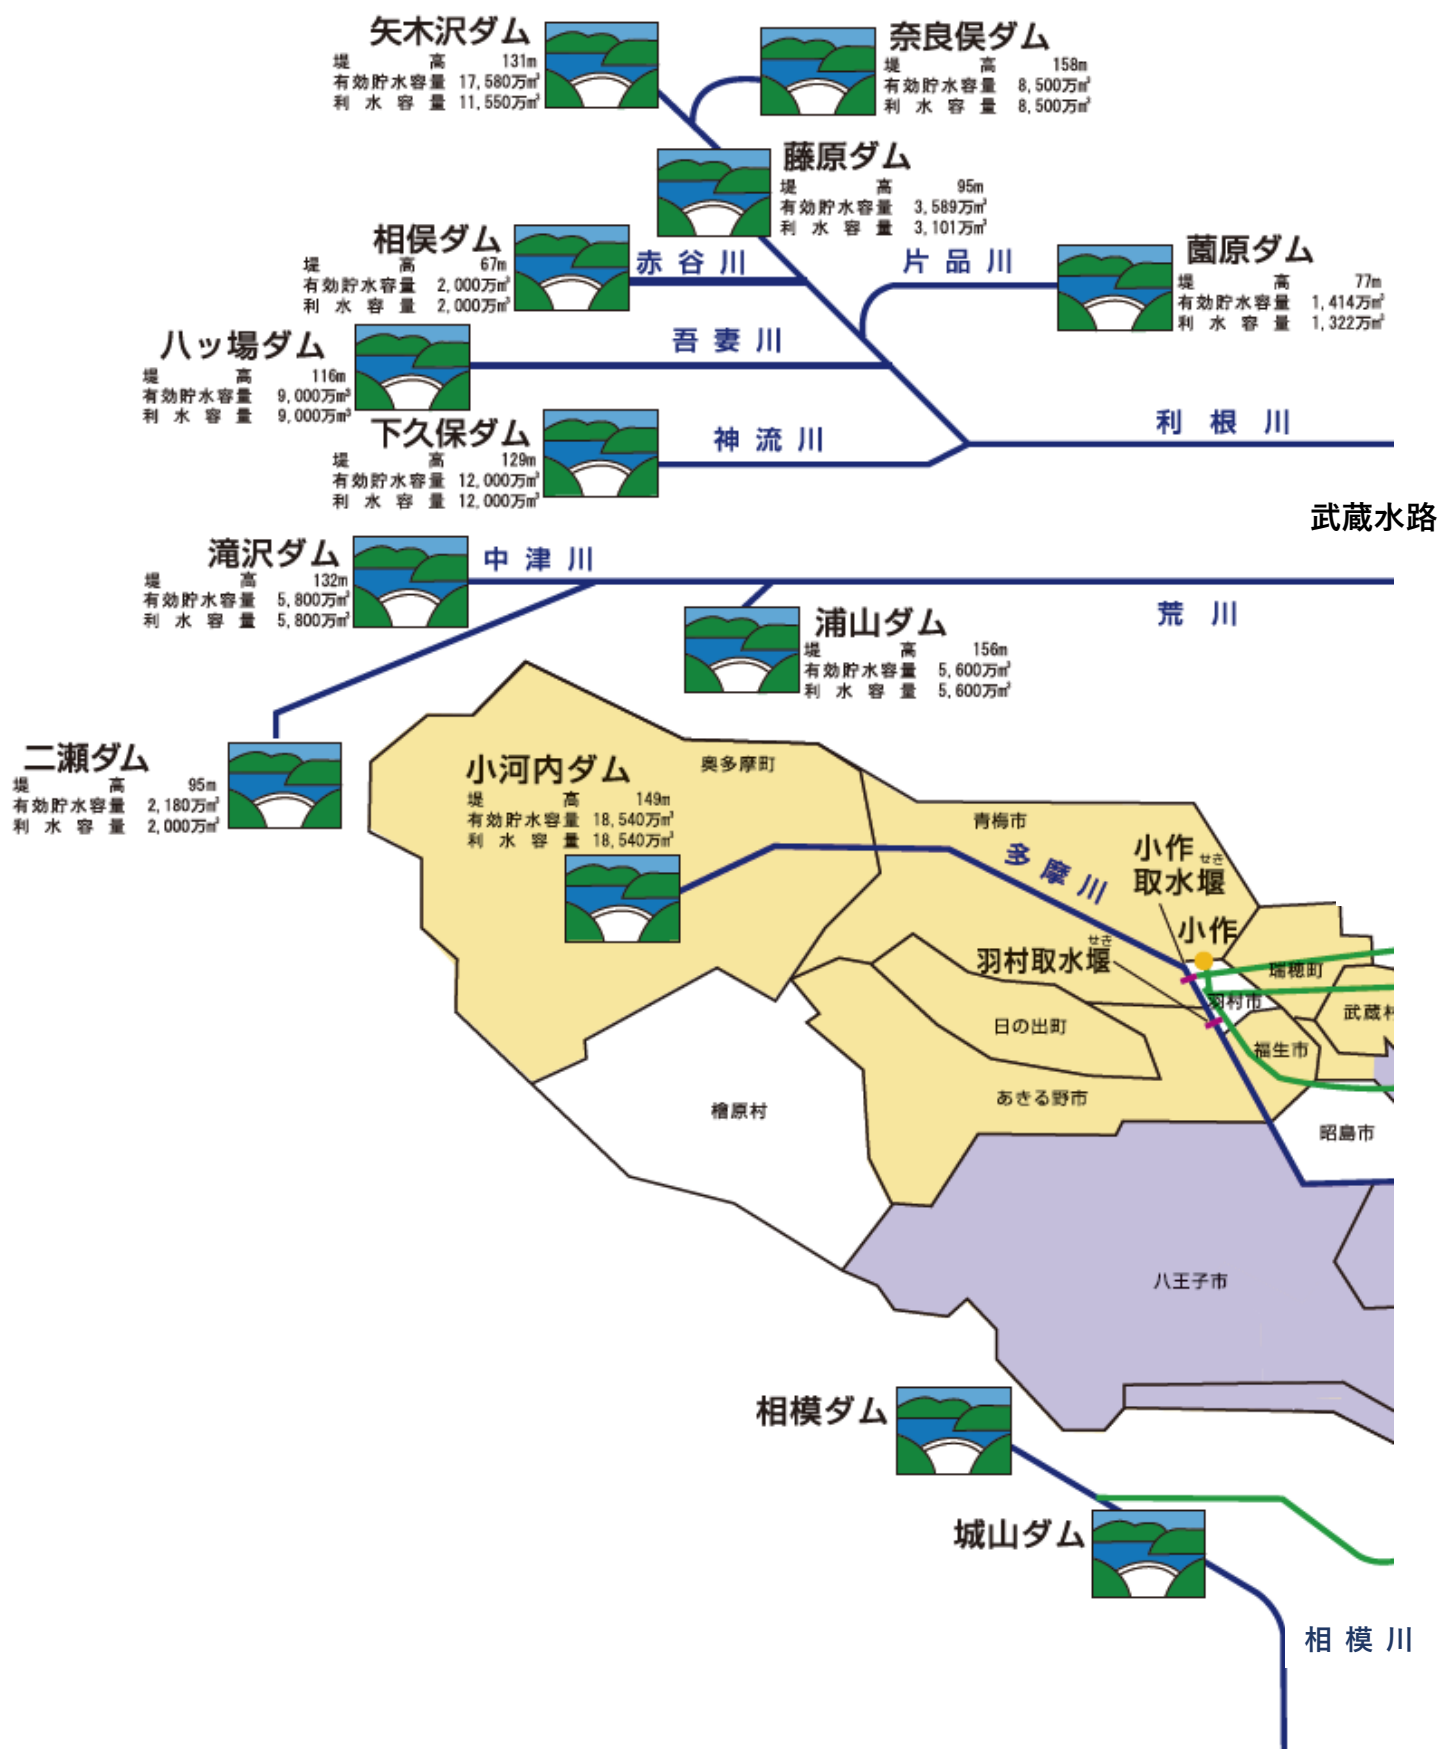 矢木沢ダム
堤高 131m
有効貯水容量 17,580万㎥
利水容量 11,550万㎥
奈良俣ダム
堤高 158m
有効貯水容量 8,500万㎥
利水容量 8,500万㎥
藤原ダム
堤高 95m
有効貯水容量 3,589万㎥
利水容量 3,101万㎥
相俣ダム
堤高 67m
有効貯水容量 2,000万㎥
利水容量 2,000万㎥
赤谷川
片品川
薗原ダム
堤高 77m
有効貯水容量 1,414万㎥
利水容量 1,322万㎥
八ッ場ダム
堤高 116m
有効貯水容量 9,000万㎥
利水容量 9,000万㎥
吾妻川
下久保ダム
堤高 129m
有効貯水容量 12,000万㎥
利水容量 12,000万㎥
神流川
利根川
武蔵水路
滝沢ダム
堤高 132m
有効貯水容量 5,800万㎥
利水容量 5,800万㎥
中津川
荒川
浦山ダム
堤高 156m
有効貯水容量 5,600万㎥
利水容量 5,600万㎥
二瀬ダム
堤高 95m
有効貯水容量 2,180万㎥
利水容量 2,000万㎥
小河内ダム
堤高 149m
有効貯水容量 18,540万㎥
利水容量 18,540万㎥
奥多摩町
青梅市
多摩川
小作
せき
取水堰
小作
せき
羽村取水堰
瑞穂町
羽村市
武蔵村
日の出町
福生市
あきる野市
檜原村
昭島市
八王子市
相模ダム
城山ダム
相模川